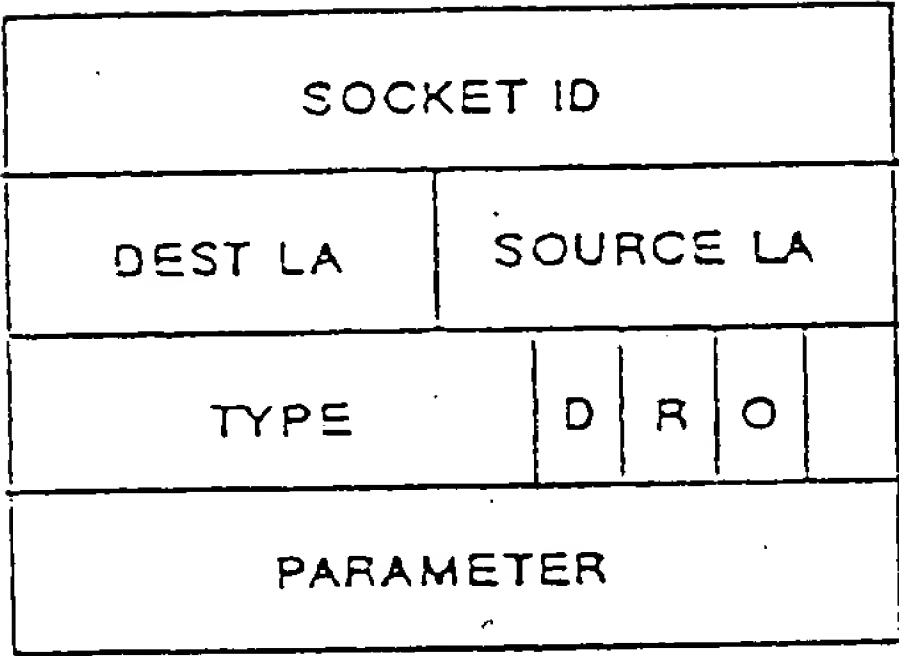 SOCKET ID
DEST LA SOURCE LA
TYPE D R O
PARAMETER